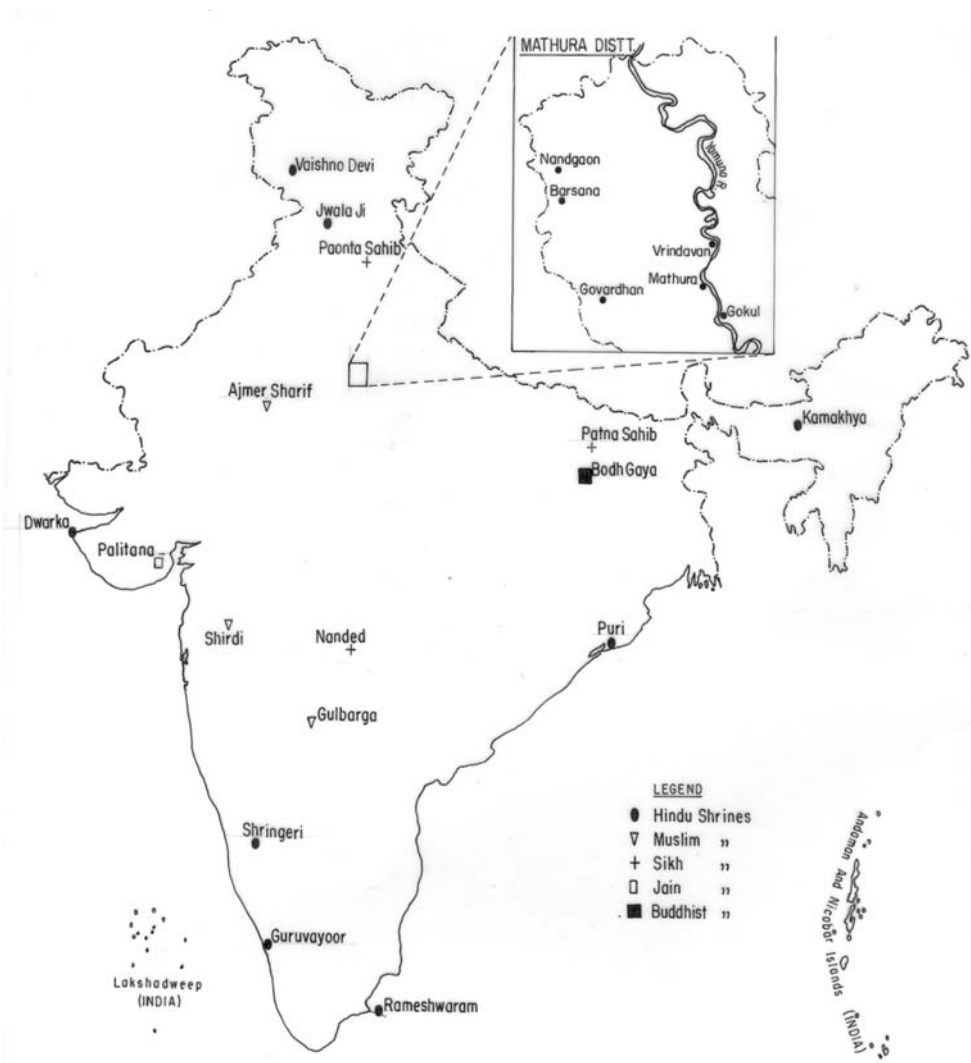 MATHURA DISTT.
Nandgaon
Barsana
Yamuna R.
Vrindavan
Mathura
Govardhan
Gokul
Vaishno Devi
Jwala Ji
Paonta Sahib
Ajmer Sharif
Kamakhya
Patna Sahib
Bodh Gaya
Dwarka
Palitana
Shirdi
Nanded
Puri
Gulbarga
Shringeri
Guruvayoor
Rameshwaram
Lakshadweep
(INDIA)
LEGEND
Hindu Shrines
Muslim "
Sikh "
Jain "
Buddhist "
Andaman And Nicobar Islands (INDIA)